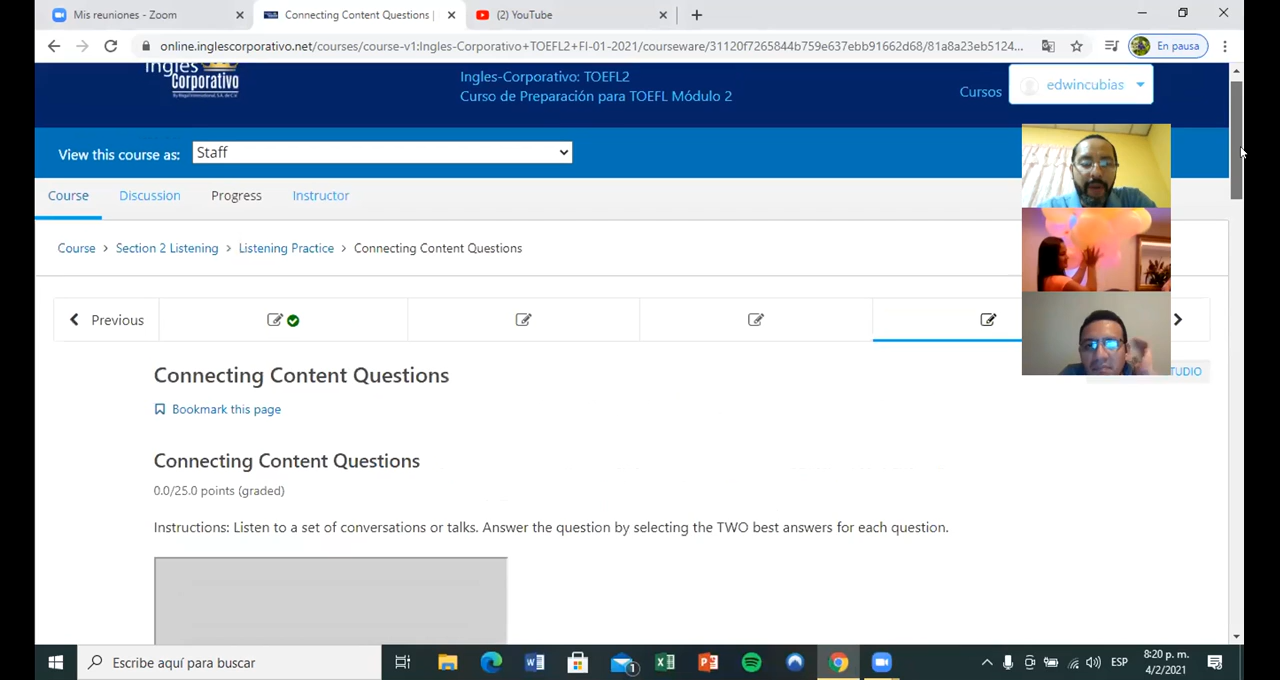 Mis reuniones - Zoom
Connecting Content Questions |
(2) YouTube
online.inglescorporativo.net/courses/course-v1:Ingles-Corporativo+TOEFL2+FI-01-2021/courseware/31120f7265844b759e637ebb91662d68/81a8a23eb5124...
En pausa
Ingles
Corporativo
Ingles-Corporativo: TOEFL2
Curso de Preparación para TOEFL Módulo 2
Cursos
edwincubias
View this course as:
Staff
Course
Discussion
Progress
Instructor
Course > Section 2 Listening > Listening Practice > Connecting Content Questions
Previous
Connecting Content Questions
TUDIO
Bookmark this page
Connecting Content Questions
0.0/25.0 points (graded)
Instructions: Listen to a set of conversations or talks. Answer the question by selecting the TWO best answers for each question.
Escribe aquí para buscar
1
ESP
8:20 p. m.
4/2/2021